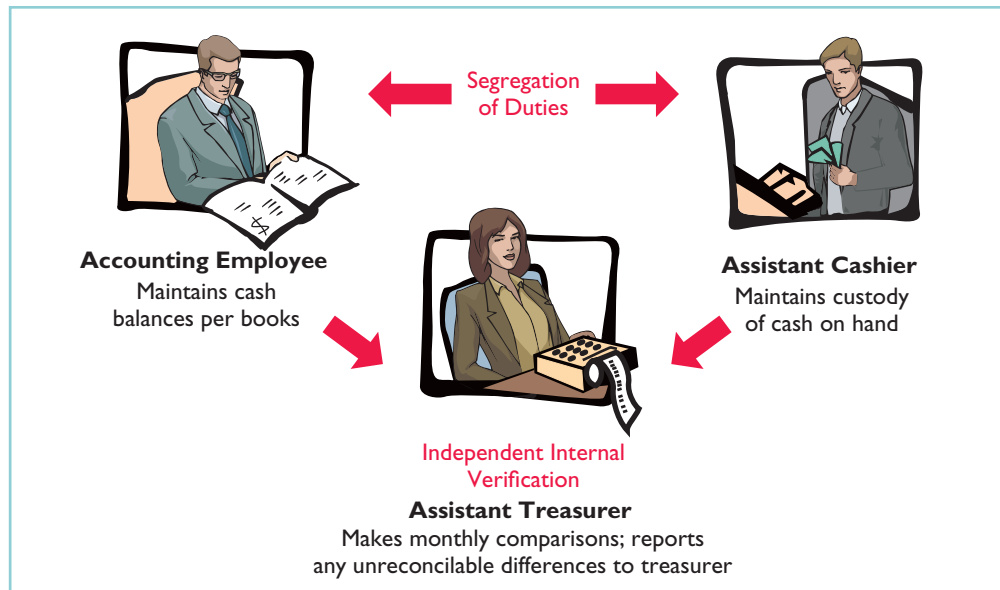 Segregation
of Duties
Accounting Employee
Maintains cash
balances per books
Assistant Cashier
Maintains custody
of cash on hand
Independent Internal
Verification
Assistant Treasurer
Makes monthly comparisons; reports
any unreconcilable differences to treasurer